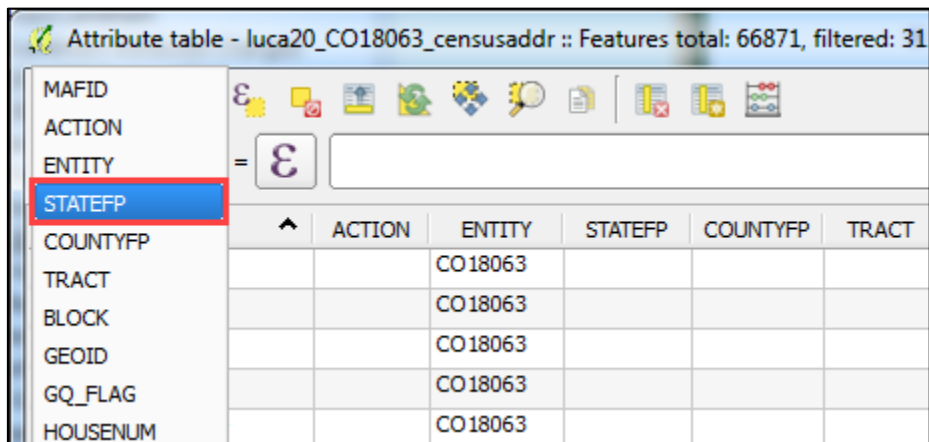 Attribute table - luca20_CO18063_censusaddr :: Features total: 66871, filtered: 31
MAFID
ACTION
ENTITY
= ε
STATEFP
COUNTYFP
TRACT
BLOCK
GEOID
GQ_FLAG
HOUSENUM
ACTION ENTITY STATEFP COUNTYFP TRACT
CO18063
CO18063
CO18063
CO18063
CO18063